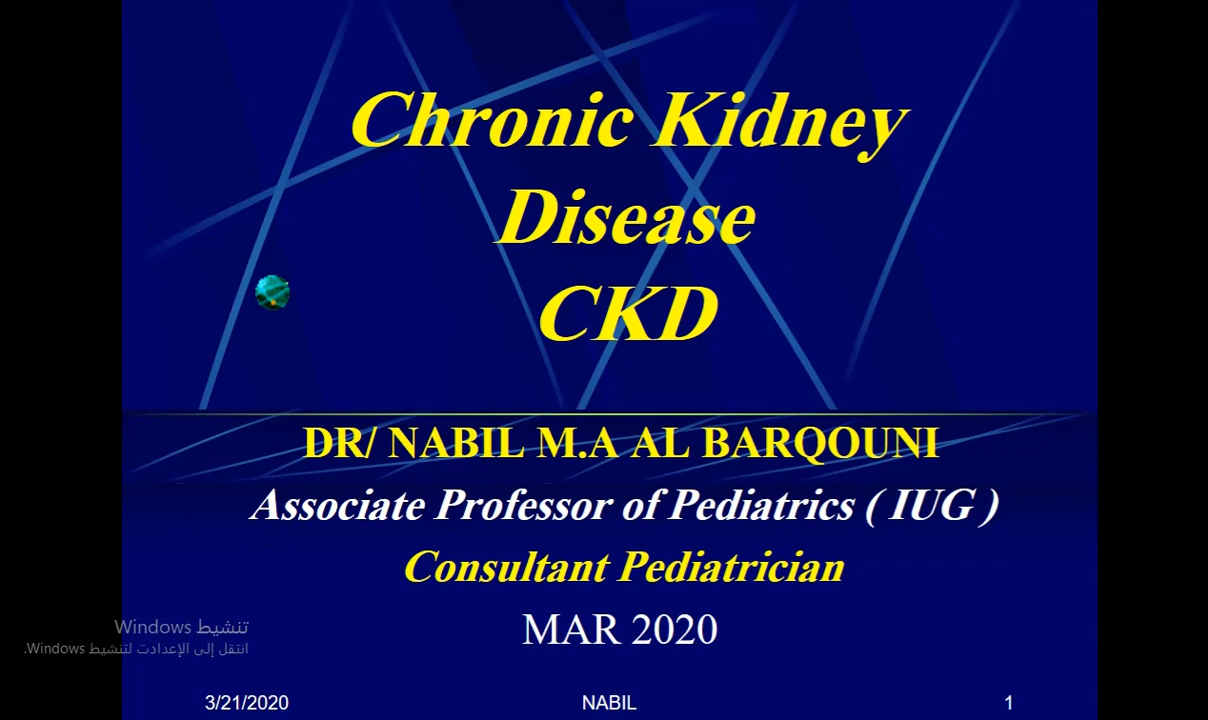 Chronic Kidney
Disease
CKD
DR/ NABIL M.A AL BARQOUNI
Associate Professor of Pediatrics ( IUG )
Consultant Pediatrician
MAR 2020
تنشيط Windows
انتقل إلى الإعدادت لتنشيط Windows.
3/21/2020
NABIL
1